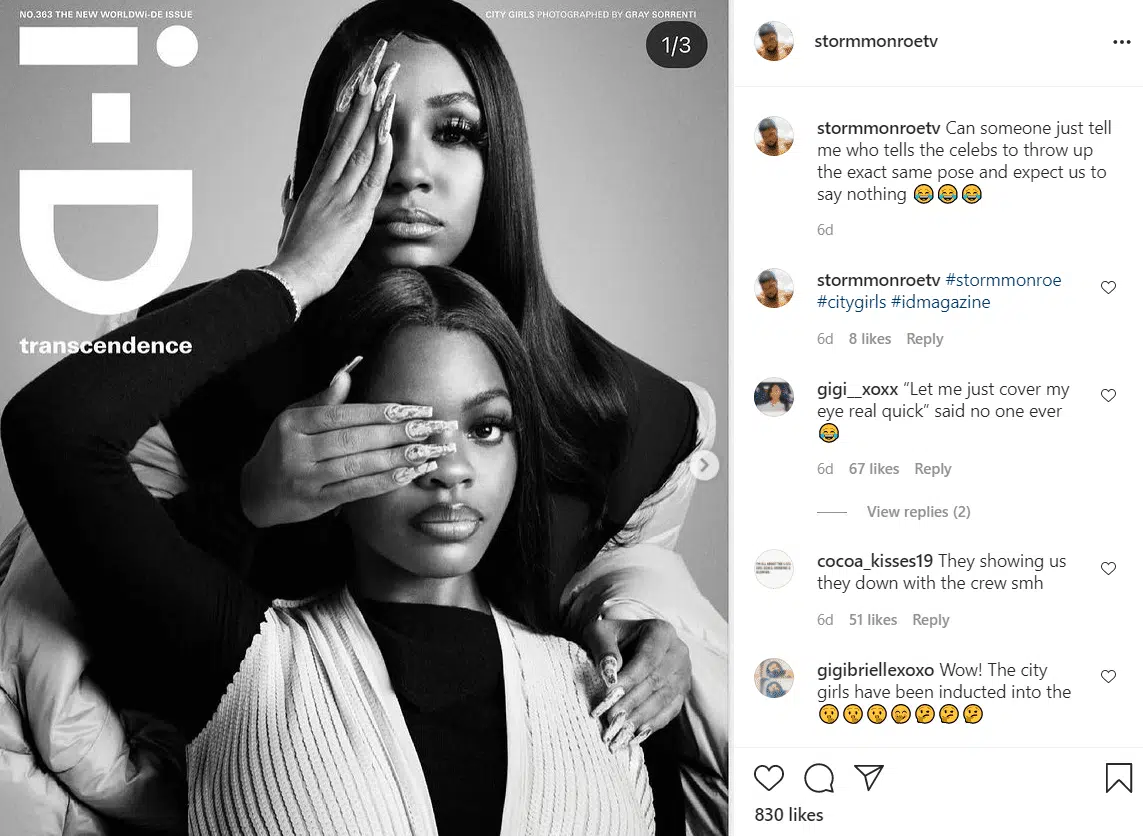 NO.363 THE NEW WORLDWi-DE ISSUE
CITY GIRLS PHOTOGRAPHED BY GRAY SORRENTI
i-D
transcendence
1/3
stormmonroetv
stormmonroetv Can someone just tell
me who tells the celebs to throw up
the exact same pose and expect us to
say nothing 😂😂😂
6d
stormmonroetv #stormmonroe
#citygirls #idmagazine
6d 8 likes Reply
gigi__xoxx “Let me just cover my
eye real quick” said no one ever
😂
6d 67 likes Reply
View replies (2)
cocoa_kisses19 They showing us
they down with the crew smh
6d 51 likes Reply
gigibriellexoxo Wow! The city
girls have been inducted into the
🤫🤫🤫🤭🤔🤔🤔
830 likes